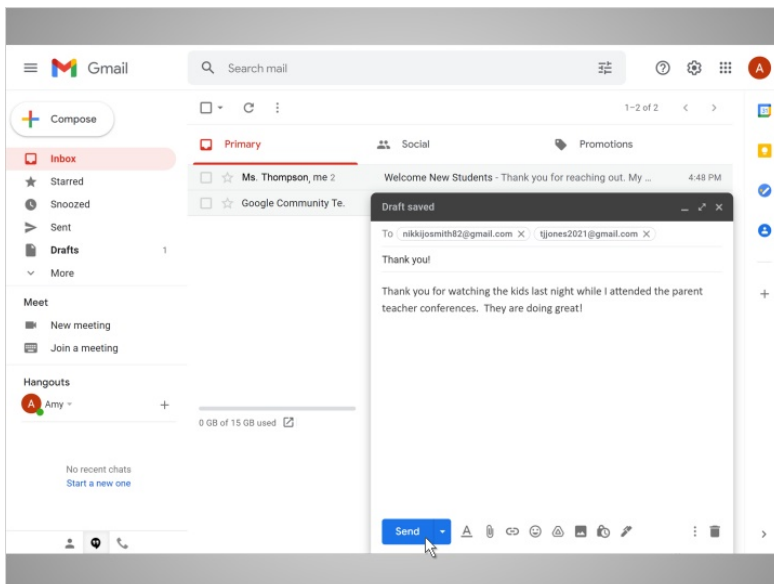 Gmail
Search mail
A
Compose
1–2 of 2
Primary
Social
Promotions
Inbox
Ms. Thompson, me 2
Welcome New Students - Thank you for reaching out. My ...
4:48 PM
Starred
Google Community Te.
Snoozed
Sent
Drafts
1
More
Draft saved
To
nikkijosmith82@gmail.com
tjjones2021@gmail.com
Thank you!
Thank you for watching the kids last night while I attended the parent
teacher conferences. They are doing great!
Meet
New meeting
Join a meeting
Hangouts
A
Amy
0 GB of 15 GB used
No recent chats
Start a new one
Send